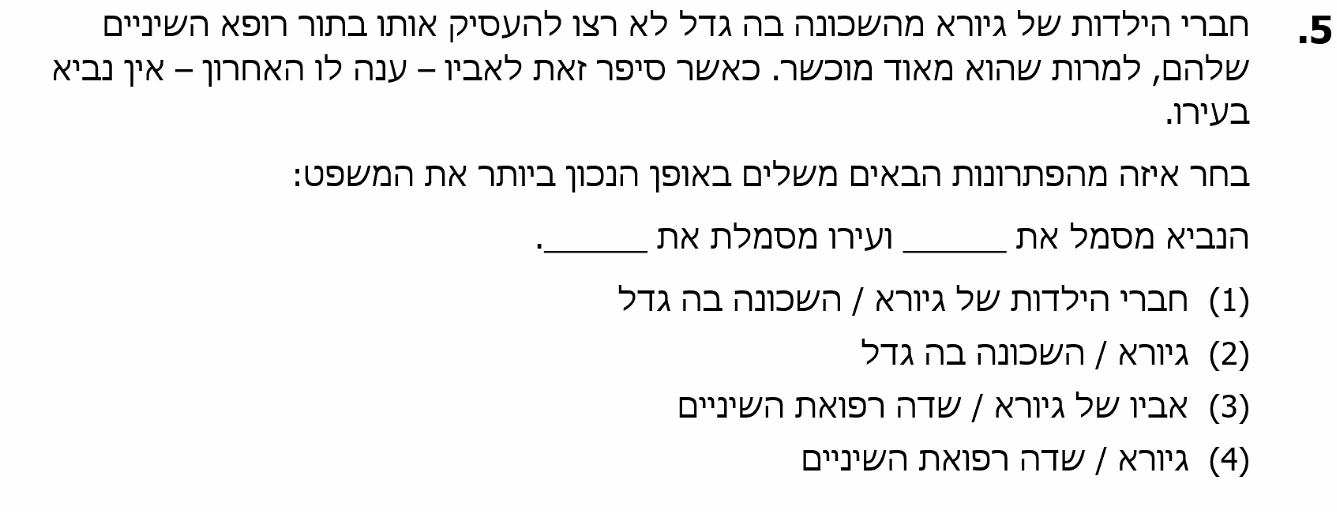 5. חברי הילדות של גיורא מהשכונה בה גדל לא רצו להעסיק אותו בתור רופא השיניים
שלהם, למרות שהוא מאוד מוכשר. כאשר סיפר זאת לאביו – ענה לו האחרון – אין נביא
בעירו.
בחר איזה מהפתרונות הבאים משלים באופן הנכון ביותר את המשפט:
הנביא מסמל את ______ ועירו מסמלת את ______.
(1) חברי הילדות של גיורא / השכונה בה גדל
(2) גיורא / השכונה בה גדל
(3) אביו של גיורא / שדה רפואת השיניים
(4) גיורא / שדה רפואת השיניים